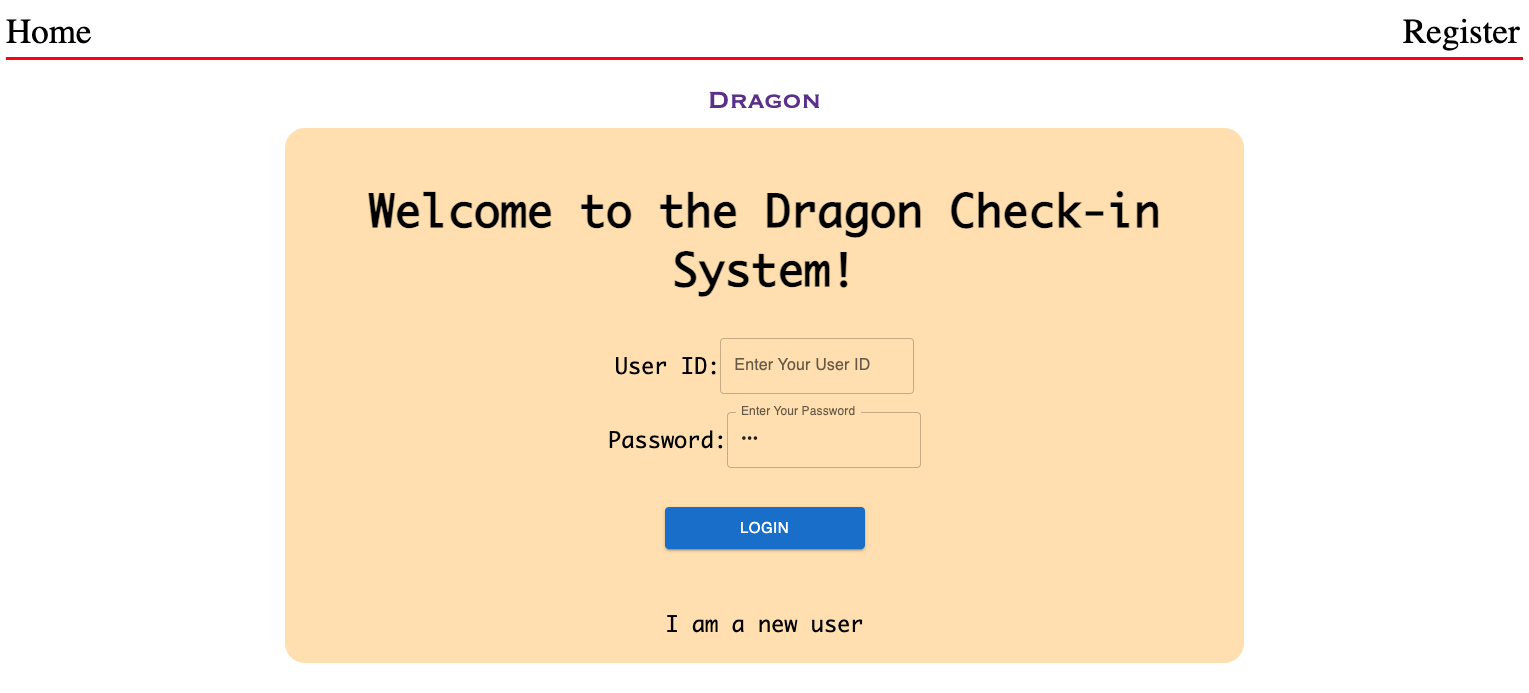 Home Register
Dragon
Welcome to the Dragon Check-in
System!
User ID: Enter Your User ID
Enter Your Password
Password: •••
LOGIN
I am a new user